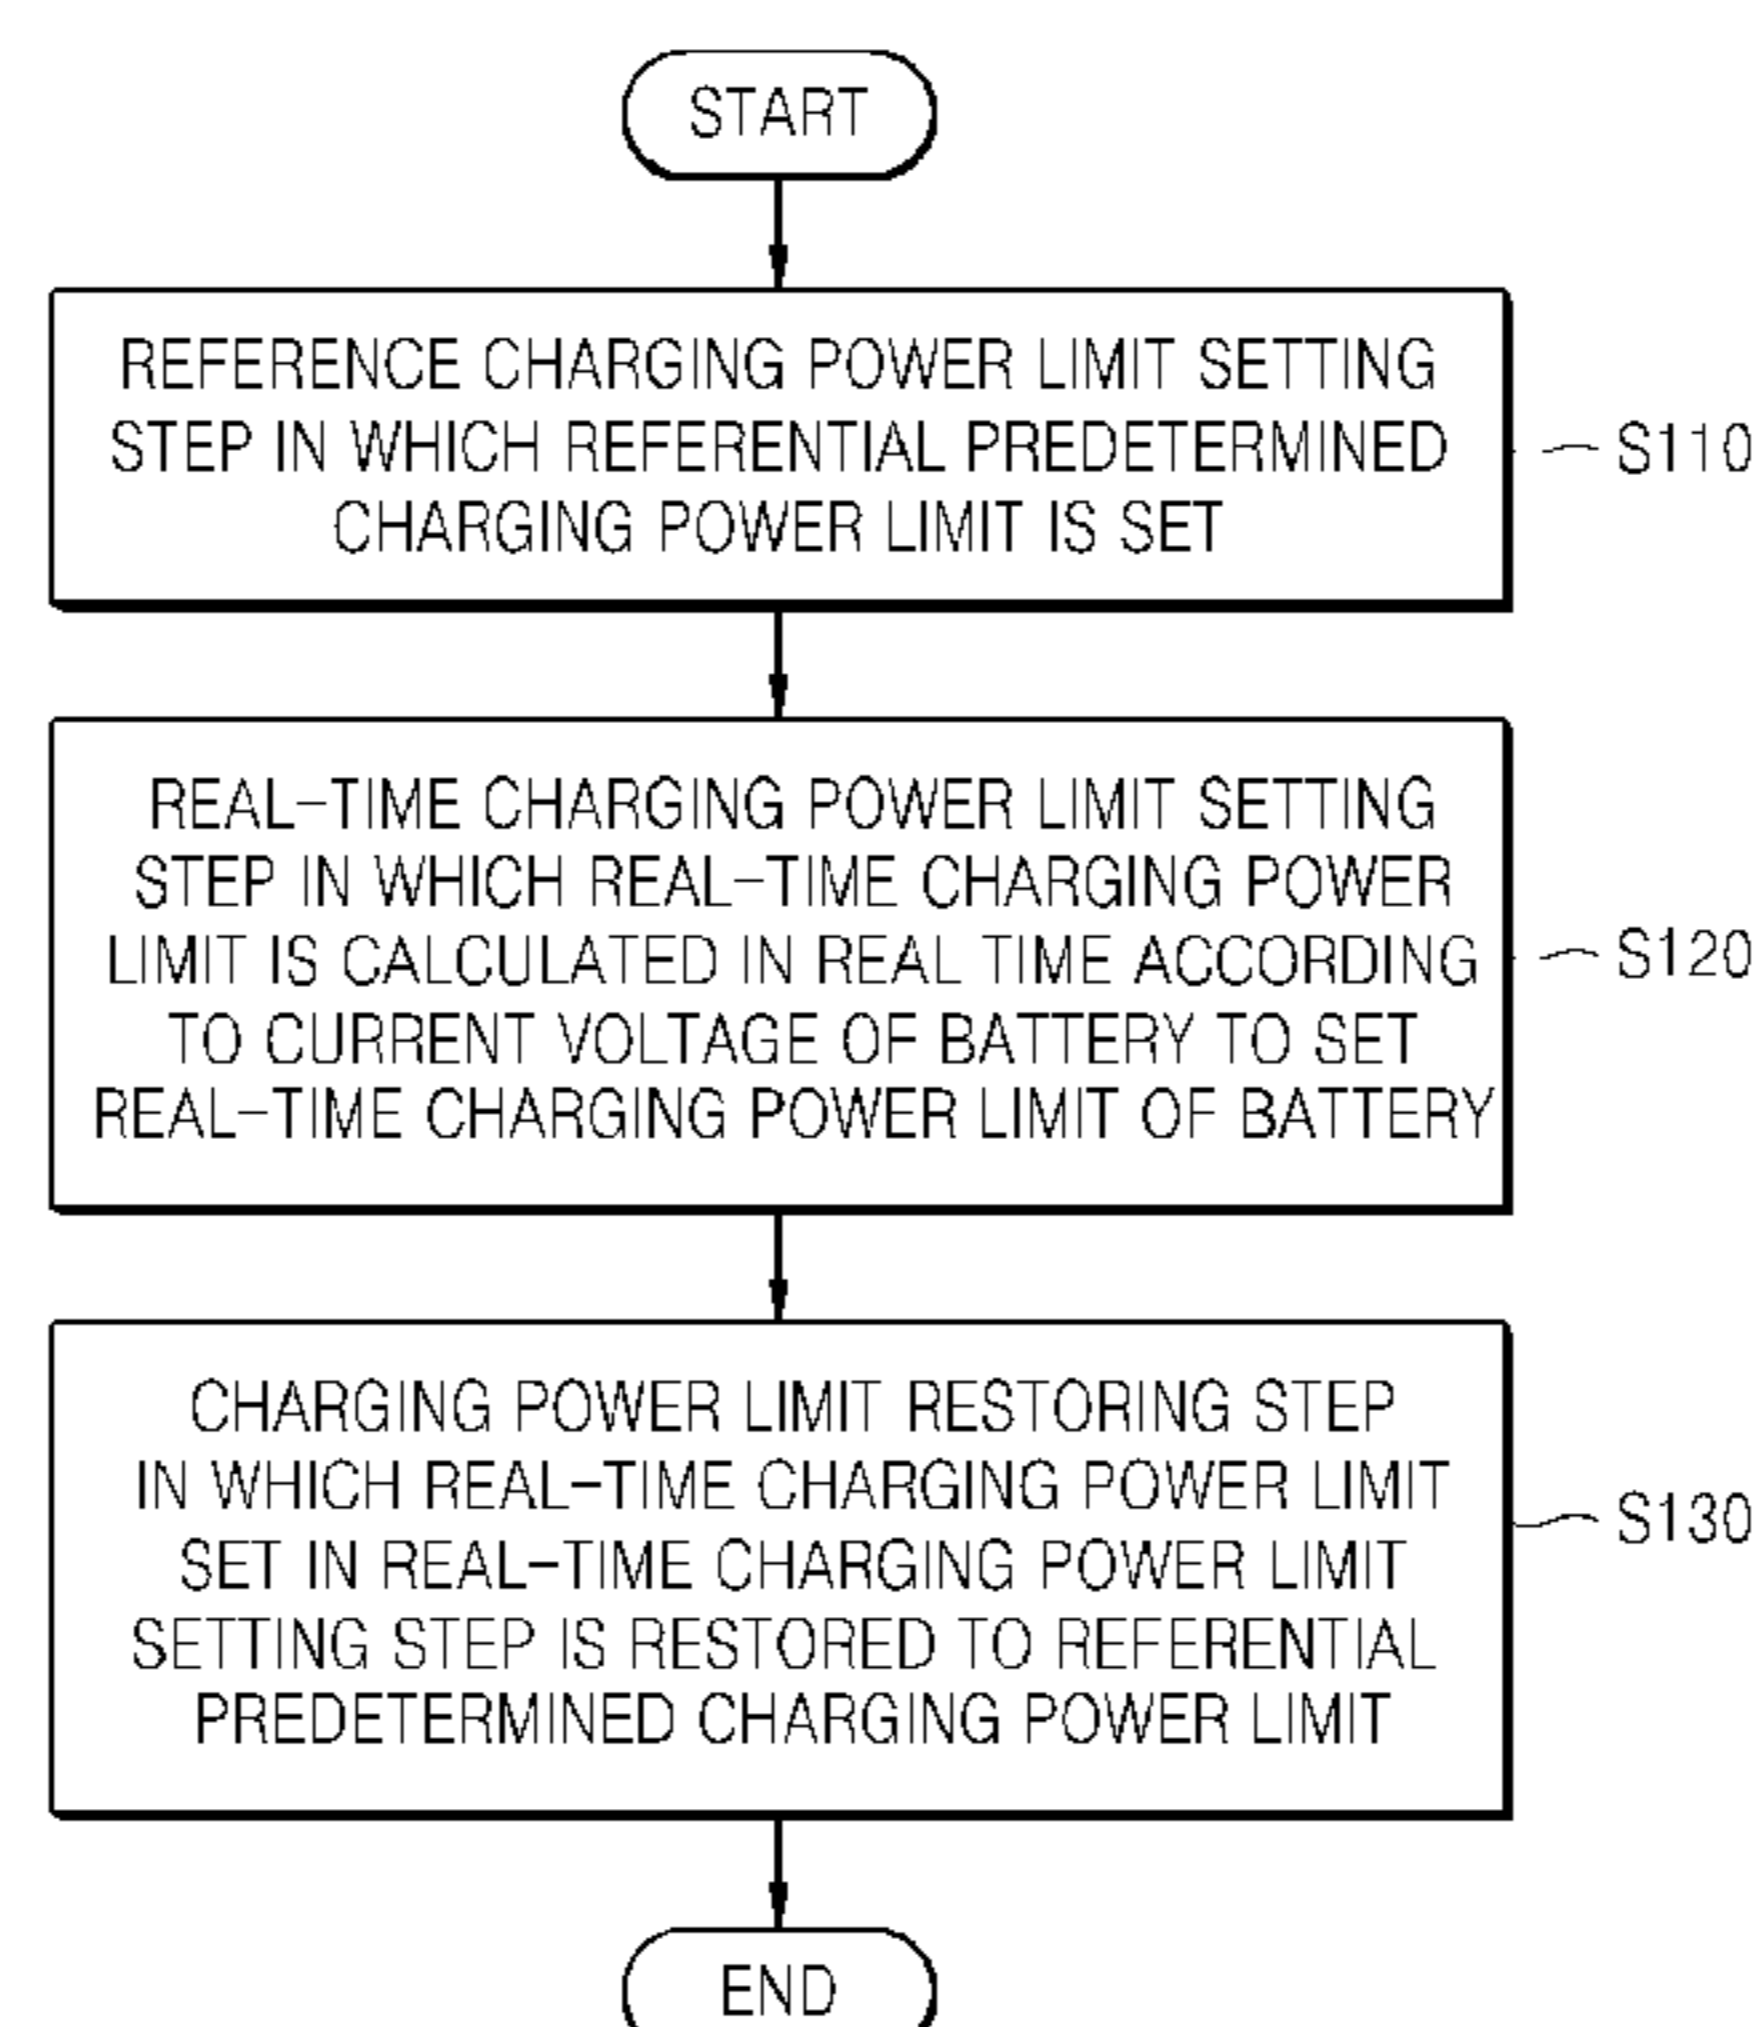 START
REFERENCE CHARGING POWER LIMIT SETTING
STEP IN WHICH REFERENTIAL PREDETERMINED
CHARGING POWER LIMIT IS SET
S110
REAL-TIME CHARGING POWER LIMIT SETTING
STEP IN WHICH REAL-TIME CHARGING POWER
LIMIT IS CALCULATED IN REAL TIME ACCORDING
TO CURRENT VOLTAGE OF BATTERY TO SET
REAL-TIME CHARGING POWER LIMIT OF BATTERY
S120
CHARGING POWER LIMIT RESTORING STEP
IN WHICH REAL-TIME CHARGING POWER LIMIT
SET IN REAL-TIME CHARGING POWER LIMIT
SETTING STEP IS RESTORED TO REFERENTIAL
PREDETERMINED CHARGING POWER LIMIT
S130
END